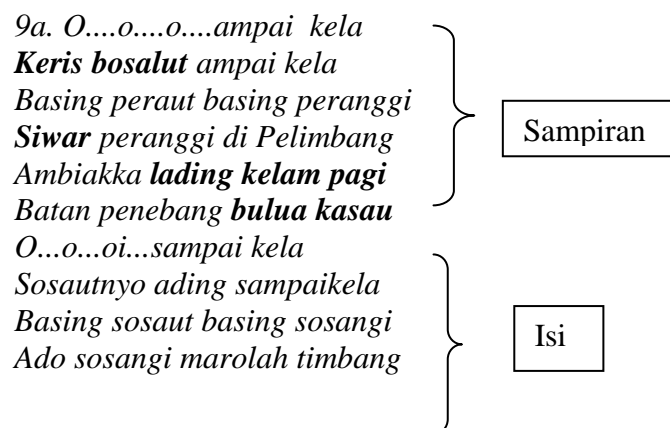 9a. O....o....o....ampai kela
Keris bosalut ampai kela
Basing peraut basing peranggi
Siwar peranggi di Pelimbang
Ambiakka lading kelam pagi
Batan penebang bulua kasau
Sampiran
O...o...oi...sampai kela
Sosautnyo ading sampaikela
Basing sosaut basing sosangi
Ado sosangi marolah timbang
Isi